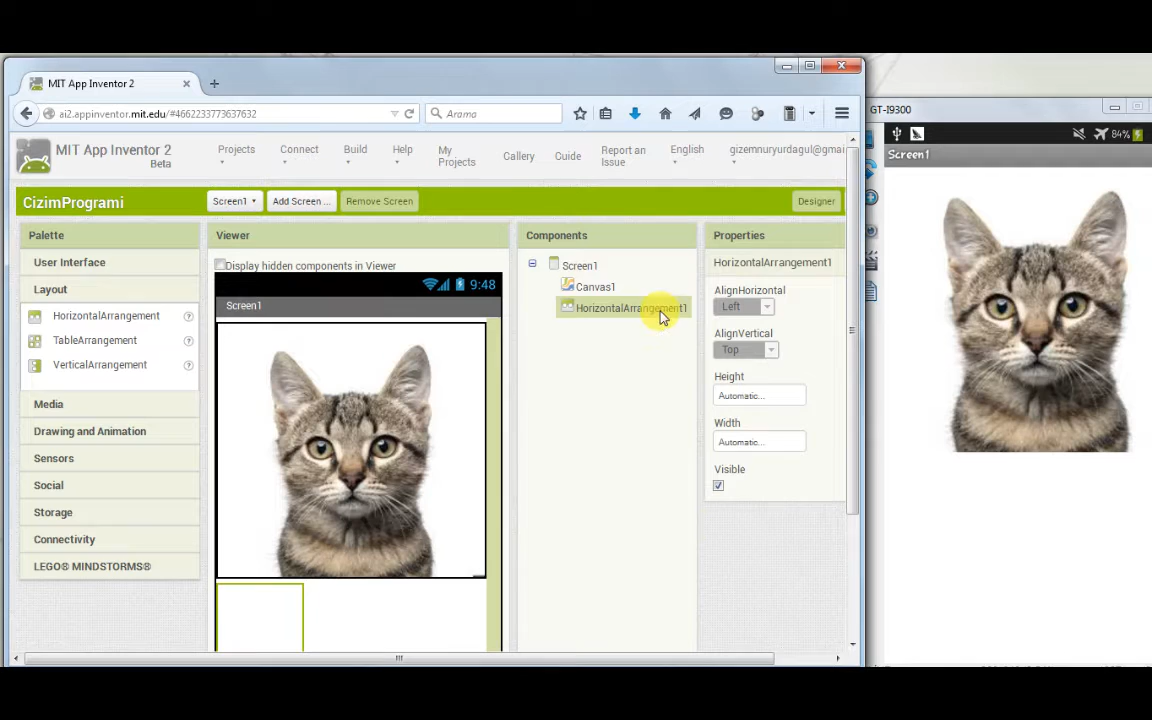 MIT App Inventor 2
ai2.appinventor.mit.edu/#4662233773637632
Arama
GT-I9300
84%
Screen1
MIT App Inventor 2
Beta
Projects
Connect
Build
Help
My Projects
Gallery
Guide
Report an Issue
English
gizemnuryurdagul@gmai
CizimProgrami
Screen1
Add Screen ...
Remove Screen
Designer
Palette
User Interface
Layout
HorizontalArrangement
TableArrangement
VerticalArrangement
Media
Drawing and Animation
Sensors
Social
Storage
Connectivity
LEGO® MINDSTORMS®
Viewer
Display hidden components in Viewer
9:48
Screen1
Components
Screen1
Canvas1
HorizontalArrangement1
Properties
HorizontalArrangement1
AlignHorizontal
Left
AlignVertical
Top
Height
Automatic...
Width
Automatic...
Visible